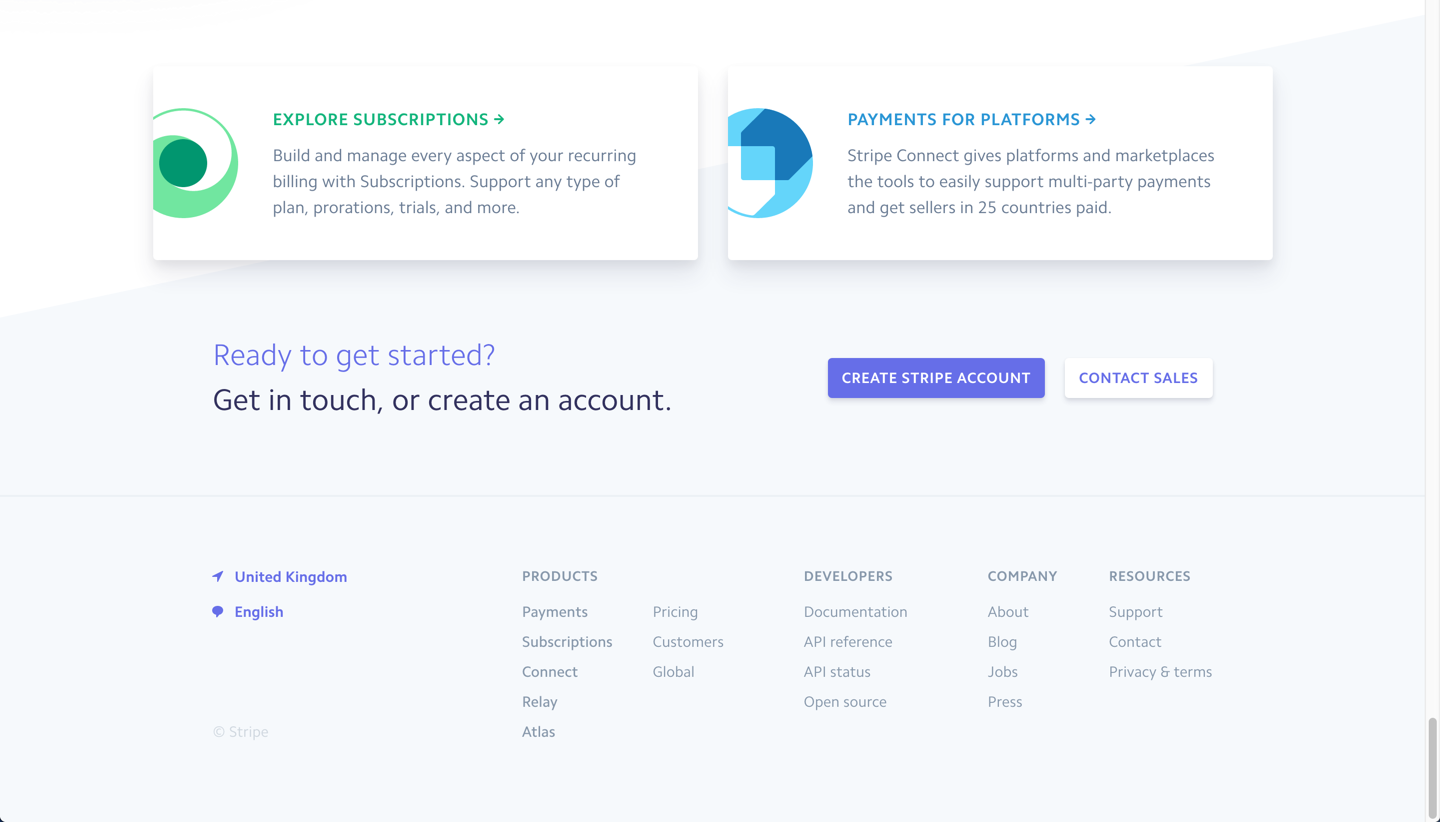 EXPLORE SUBSCRIPTIONS →
Build and manage every aspect of your recurring
billing with Subscriptions. Support any type of
plan, prorations, trials, and more.
PAYMENTS FOR PLATFORMS →
Stripe Connect gives platforms and marketplaces
the tools to easily support multi-party payments
and get sellers in 25 countries paid.
Ready to get started?
Get in touch, or create an account.
CREATE STRIPE ACCOUNT
CONTACT SALES
United Kingdom
English
© Stripe
PRODUCTS
Payments
Subscriptions
Connect
Relay
Atlas
Pricing
Customers
Global
DEVELOPERS
Documentation
API reference
API status
Open source
COMPANY
About
Blog
Jobs
Press
RESOURCES
Support
Contact
Privacy & terms